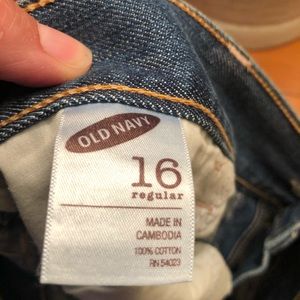 OLD NAVY
16
regular
MADE IN
CAMBODIA
100% COTTON
RN 54023